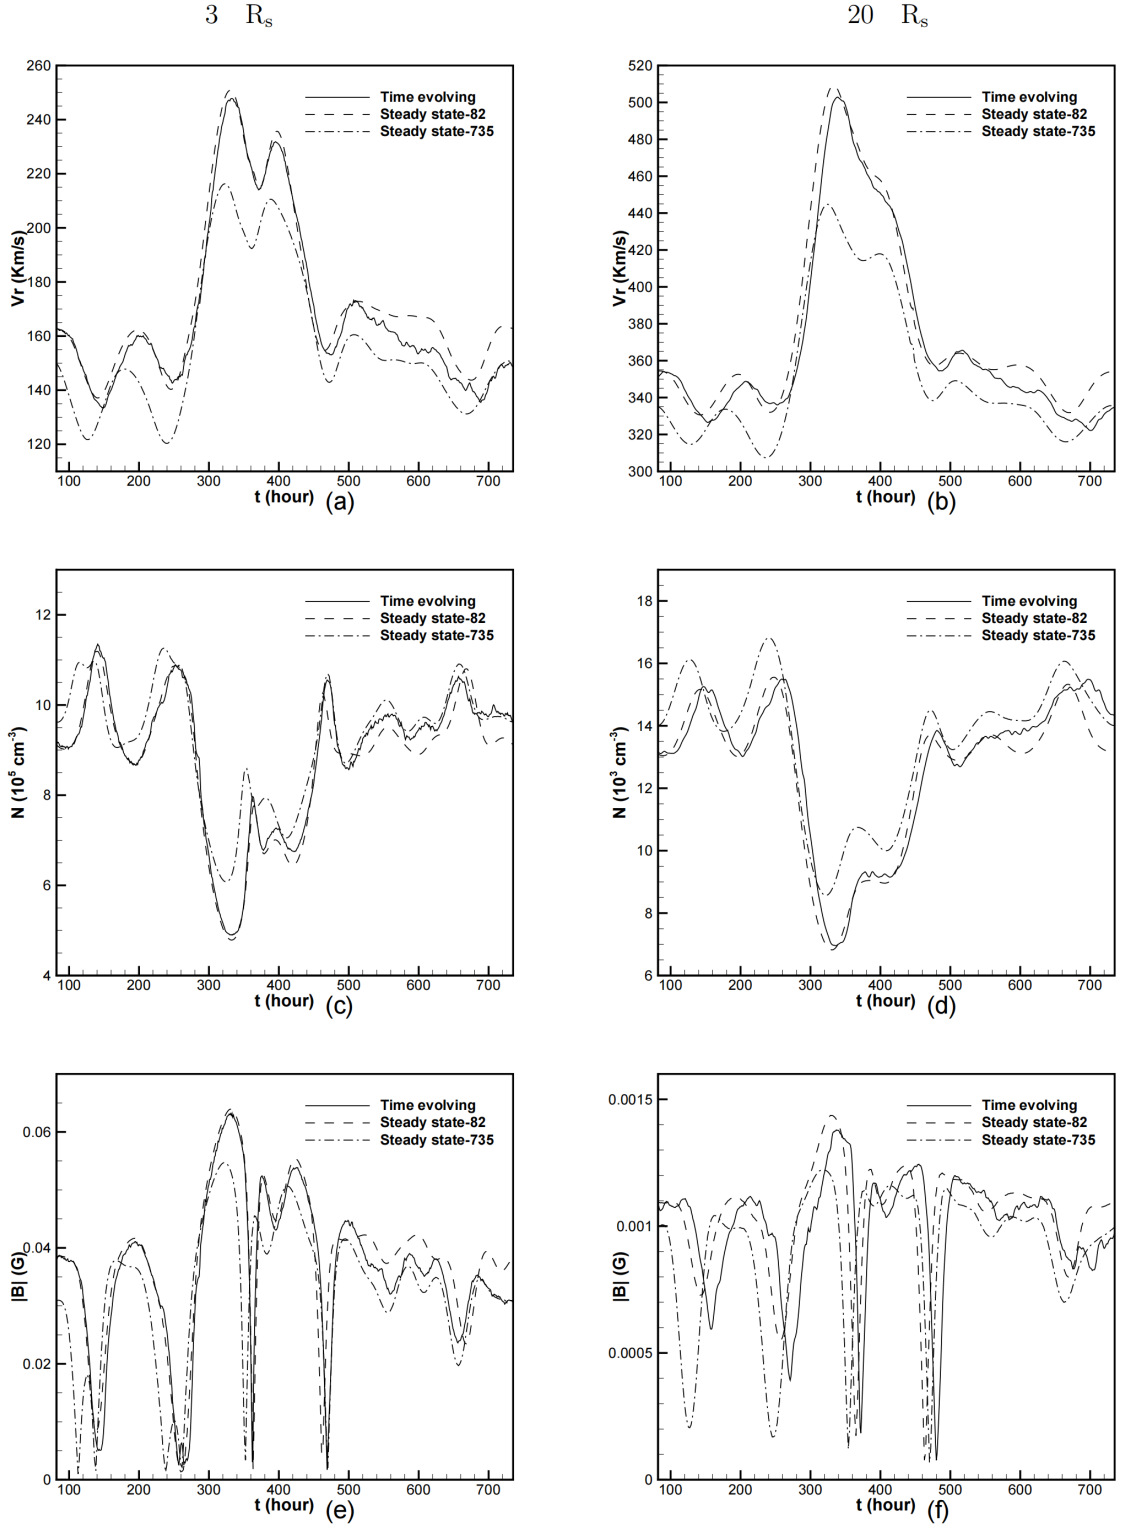 3 Rs
20 Rs
260
240
220
200
180
160
140
120
Vr (Km/s)
Time evolving
Steady state-82
Steady state-735
100 200 300 400 500 600 700
t (hour)
(a)
520
500
480
460
440
420
400
380
360
340
320
300
Vr (Km/s)
Time evolving
Steady state-82
Steady state-735
100 200 300 400 500 600 700
t (hour)
(b)
12
10
8
6
4
N (10⁵ cm⁻³)
Time evolving
Steady state-82
Steady state-735
100 200 300 400 500 600 700
t (hour)
(c)
18
16
14
12
10
8
6
N (10³ cm⁻³)
Time evolving
Steady state-82
Steady state-735
100 200 300 400 500 600 700
t (hour)
(d)
0.06
0.04
0.02
0
|B| (G)
Time evolving
Steady state-82
Steady state-735
100 200 300 400 500 600 700
t (hour)
(e)
0.0015
0.001
0.0005
0
|B| (G)
Time evolving
Steady state-82
Steady state-735
100 200 300 400 500 600 700
t (hour)
(f)